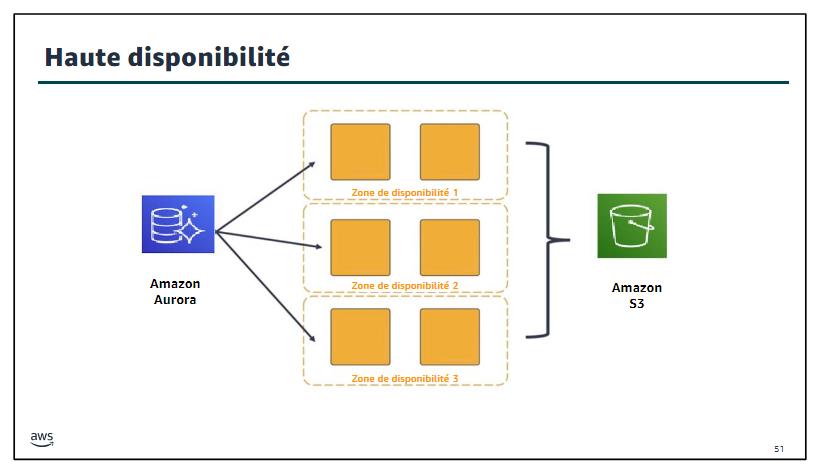 Haute disponibilité
Zone de disponibilité 1
Zone de disponibilité 2
Zone de disponibilité 3
Amazon
Aurora
Amazon
S3
aws
51